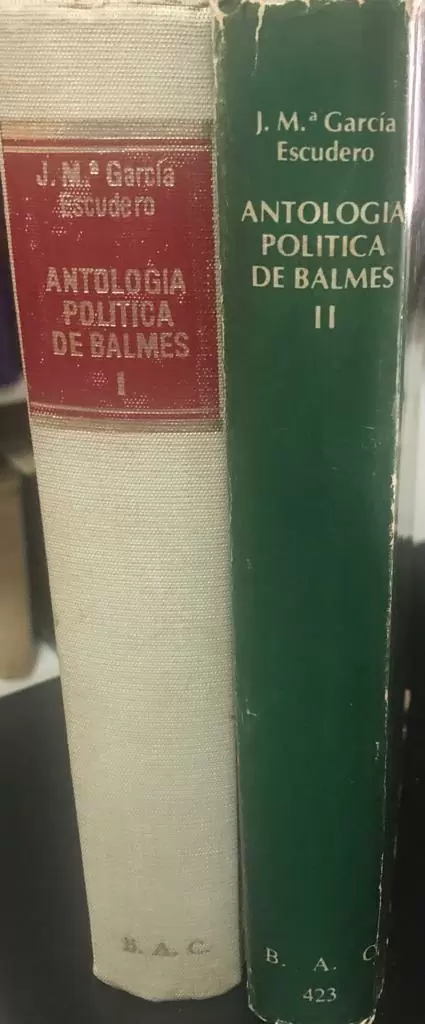 J. M.ª García
Escudero
ANTOLOGIA
POLITICA
DE BALMES
I
B. A. C.
J. M.ª García
Escudero
ANTOLOGIA
POLITICA
DE BALMES
II
B. A. C
423